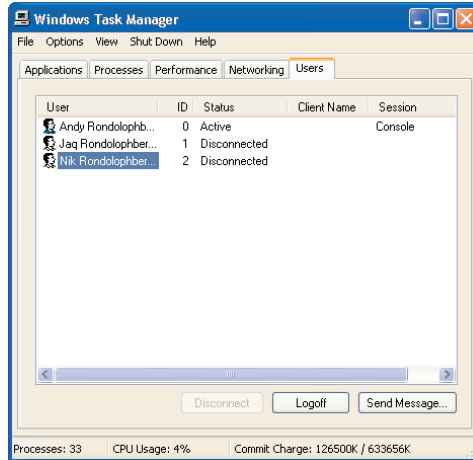 Windows Task Manager
File Options View Shut Down Help
Applications Processes Performance Networking Users
User ID Status Client Name Session
Andy Rondolophb... 0 Active Console
Jaq Rondolophber... 1 Disconnected
Nik Rondolophber... 2 Disconnected
Disconnect Logoff Send Message...
Processes: 33 CPU Usage: 4% Commit Charge: 126500K / 633656K